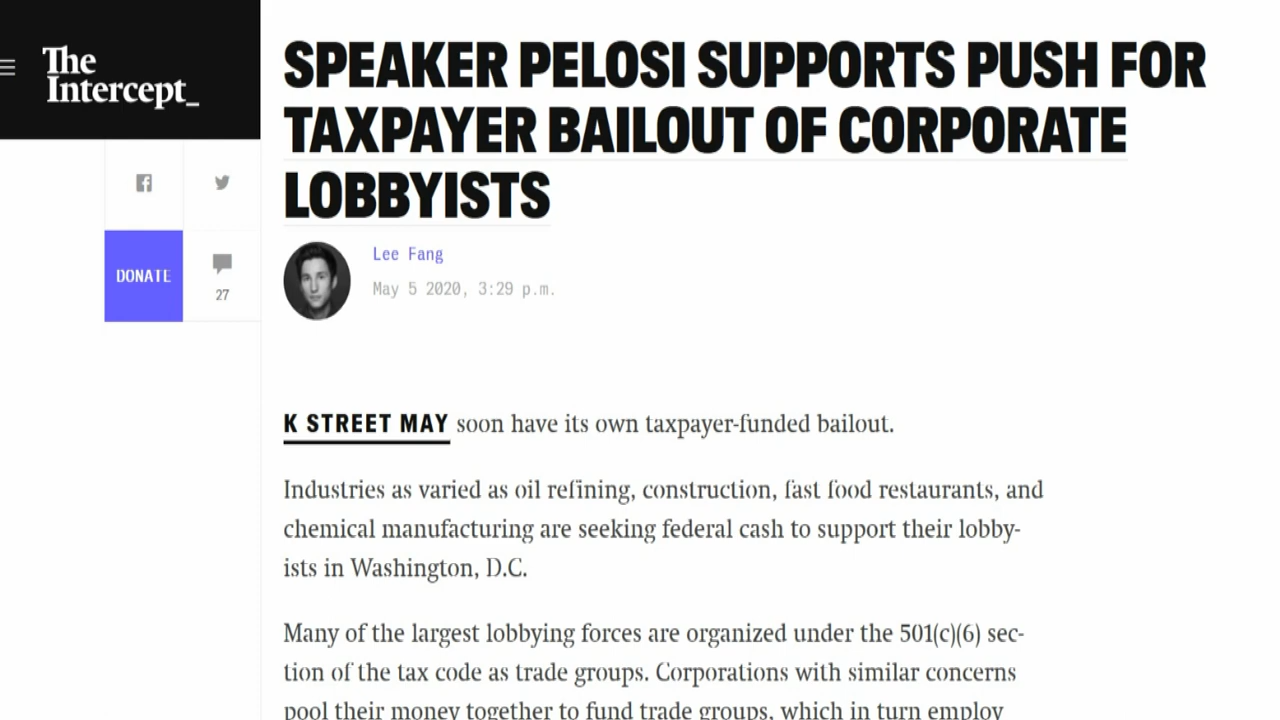 The
Intercept_
SPEAKER PELOSI SUPPORTS PUSH FOR
TAXPAYER BAILOUT OF CORPORATE
LOBBYISTS
Lee Fang
May 5 2020, 3:29 p.m.
DONATE
27
K STREET MAY soon have its own taxpayer-funded bailout.
Industries as varied as oil refining, construction, fast food restaurants, and
chemical manufacturing are seeking federal cash to support their lobby-
ists in Washington, D.C.
Many of the largest lobbying forces are organized under the 501(c)(6) sec-
tion of the tax code as trade groups. Corporations with similar concerns
pool their money together to fund trade groups, which in turn employ